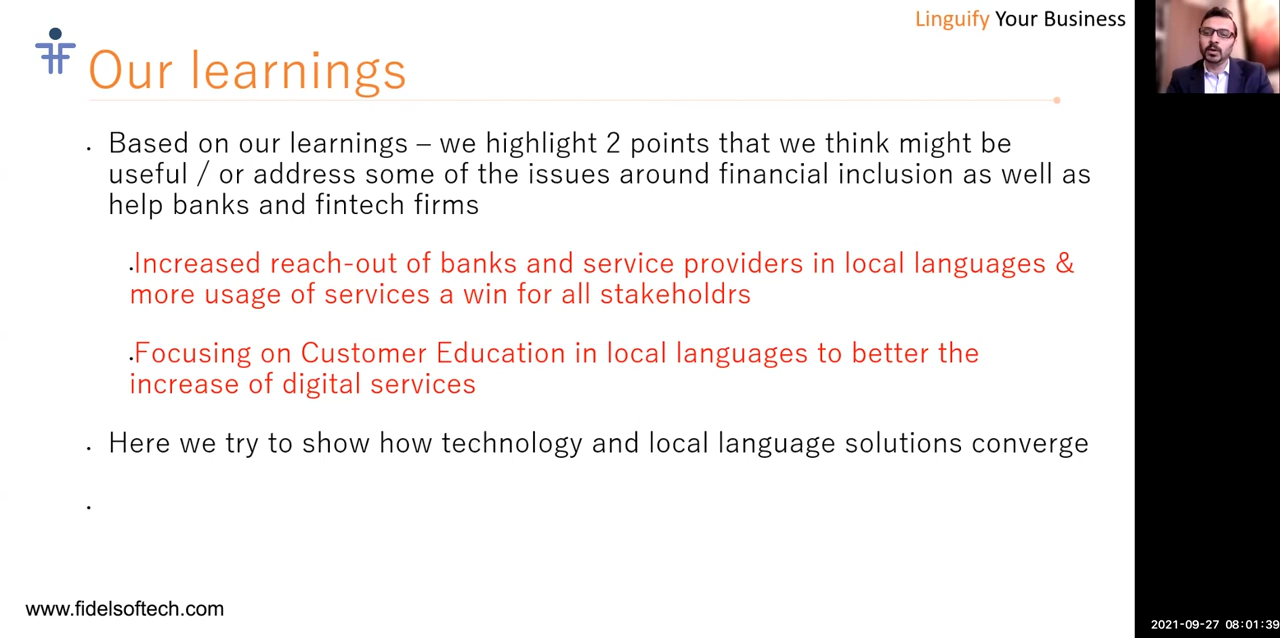 Linguify Your Business
Our learnings
Based on our learnings – we highlight 2 points that we think might be
useful / or address some of the issues around financial inclusion as well as
help banks and fintech firms
Increased reach-out of banks and service providers in local languages &
more usage of services a win for all stakeholdrs
Focusing on Customer Education in local languages to better the
increase of digital services
Here we try to show how technology and local language solutions converge
www.fidelsoftech.com
2021-09-27 08:01:39